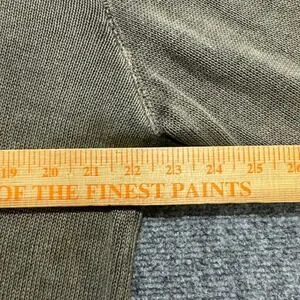 19 20 21 22 23 24 25 26
OF THE FINEST PAINTS